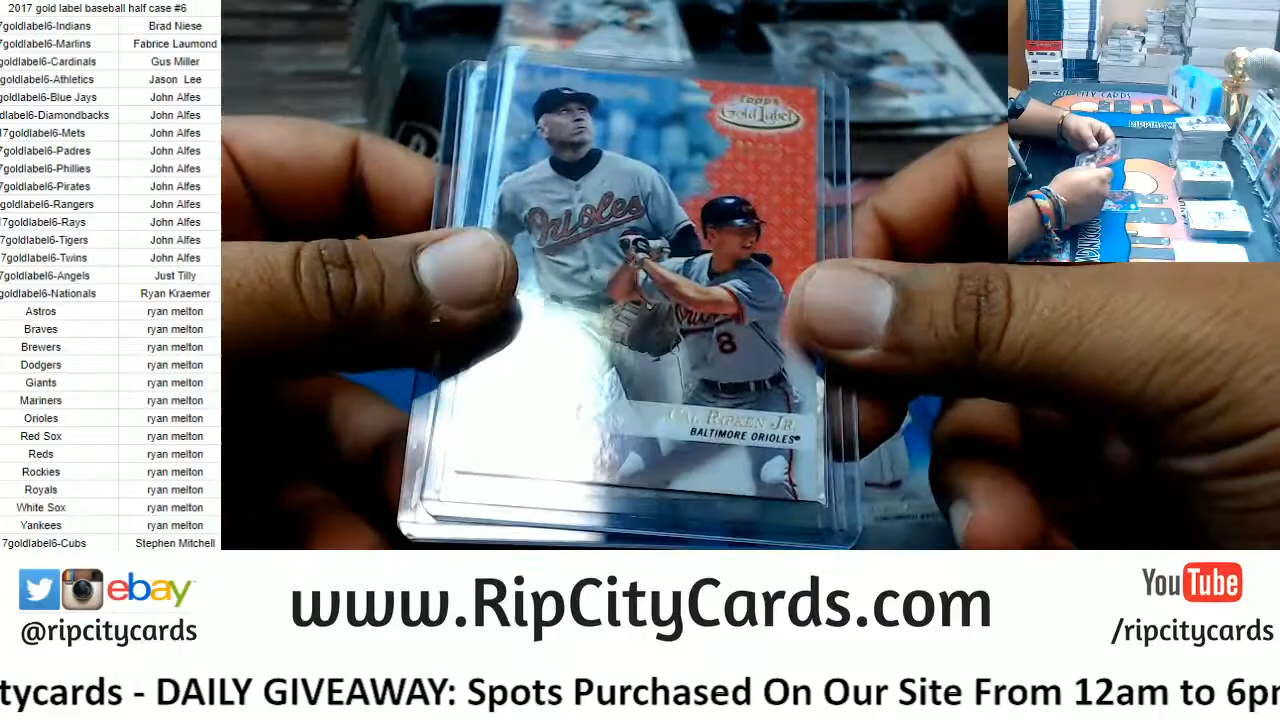 2017 gold label baseball half case #6
7goldlabel6-Indians Brad Niese
7goldlabel6-Marlins Fabrice Laumond
goldlabel6-Cardinals Gus Miller
goldlabel6-Athletics Jason Lee
goldlabel6-Blue Jays John Alfes
dlabel6-Diamondbacks John Alfes
17goldlabel6-Mets John Alfes
7goldlabel6-Padres John Alfes
7goldlabel6-Phillies John Alfes
7goldlabel6-Pirates John Alfes
goldlabel6-Rangers John Alfes
17goldlabel6-Rays John Alfes
7goldlabel6-Tigers John Alfes
7goldlabel6-Twins John Alfes
7goldlabel6-Angels Just Tilly
goldlabel6-Nationals Ryan Kraemer
Astros ryan melton
Braves ryan melton
Brewers ryan melton
Dodgers ryan melton
Giants ryan melton
Mariners ryan melton
Orioles ryan melton
Red Sox ryan melton
Reds ryan melton
Rockies ryan melton
Royals ryan melton
White Sox ryan melton
Yankees ryan melton
7goldlabel6-Cubs Stephen Mitchell
Topps
Gold Label
Orioles
8
Cal Ripken Jr.
BALTIMORE ORIOLES
RIP CITY CARDS
ebay
@ripcitycards
www.RipCityCards.com
YouTube
/ripcitycards
tycards - DAILY GIVEAWAY: Spots Purchased On Our Site From 12am to 6pm